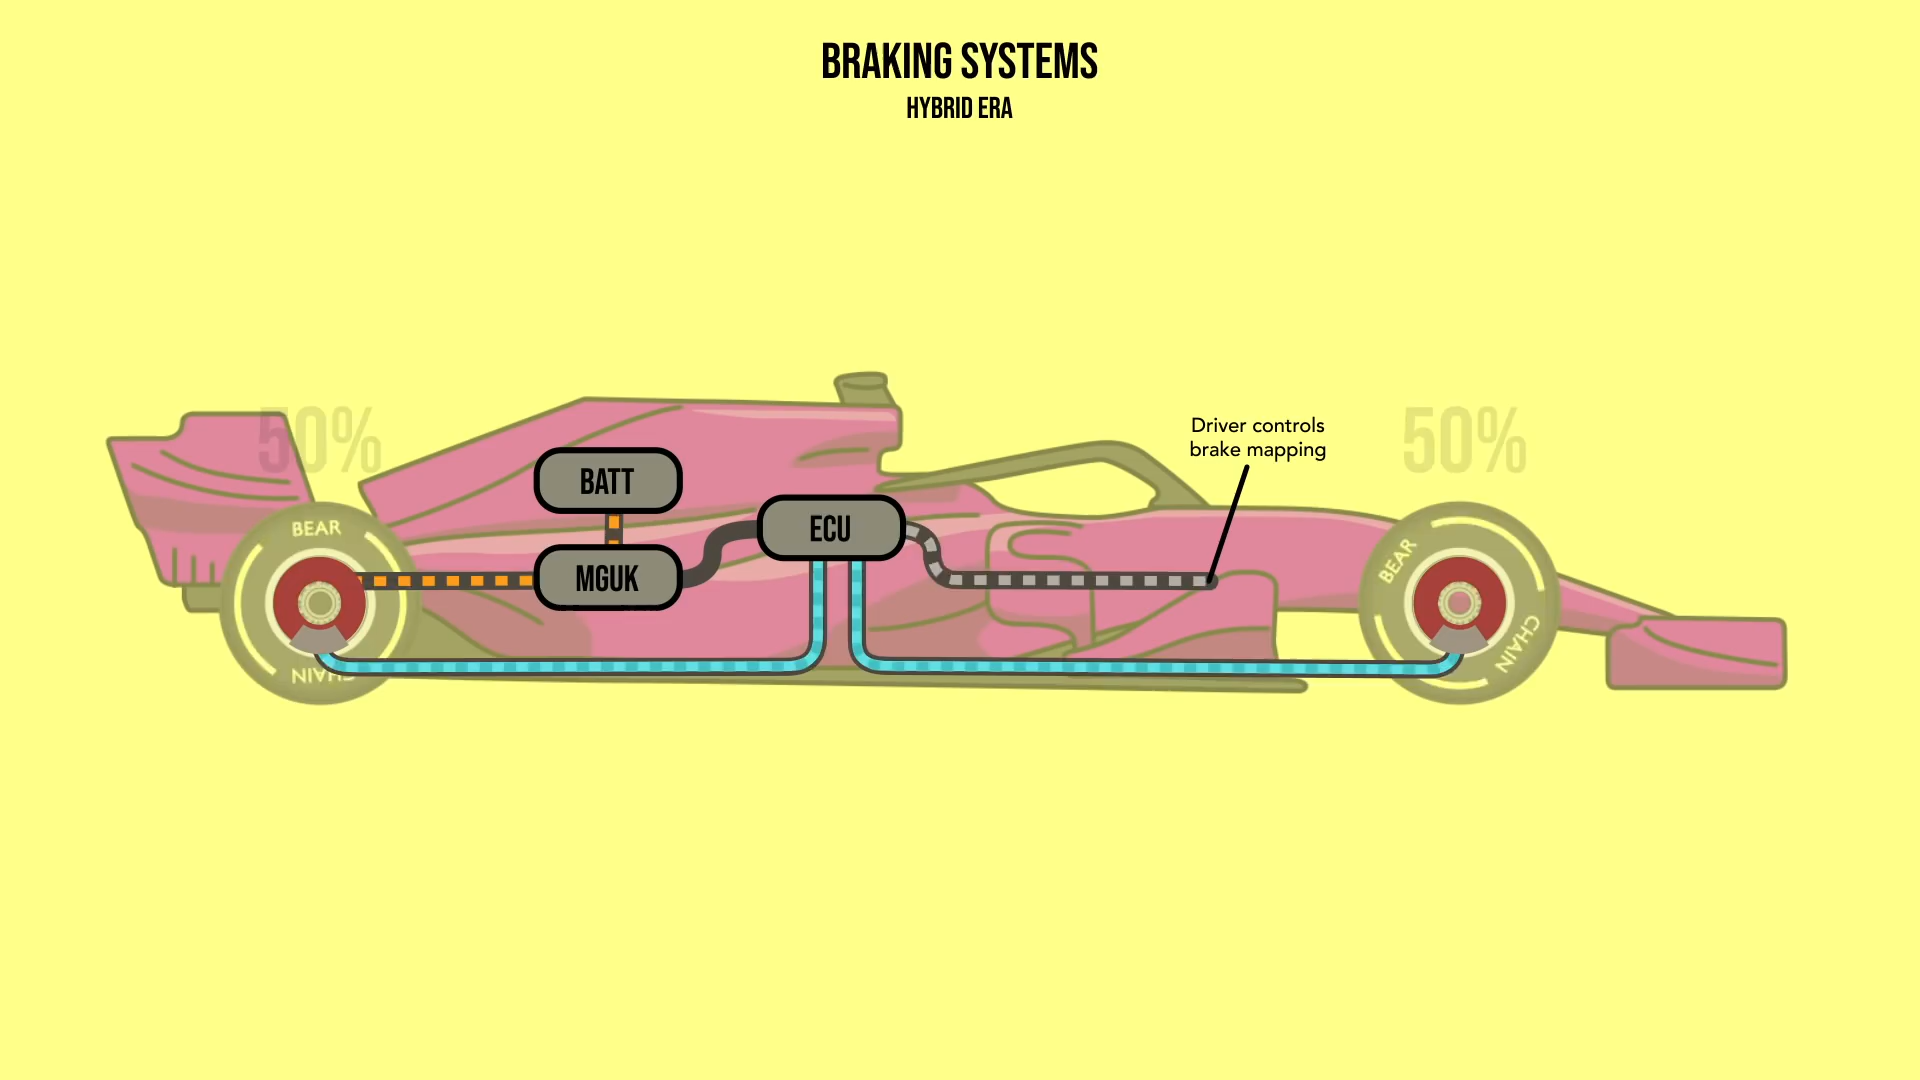 BRAKING SYSTEMS
HYBRID ERA
50%
50%
Driver controls
brake mapping
BATT
ECU
MGUK
BEAR
CHAIN
BEAR
CHAIN